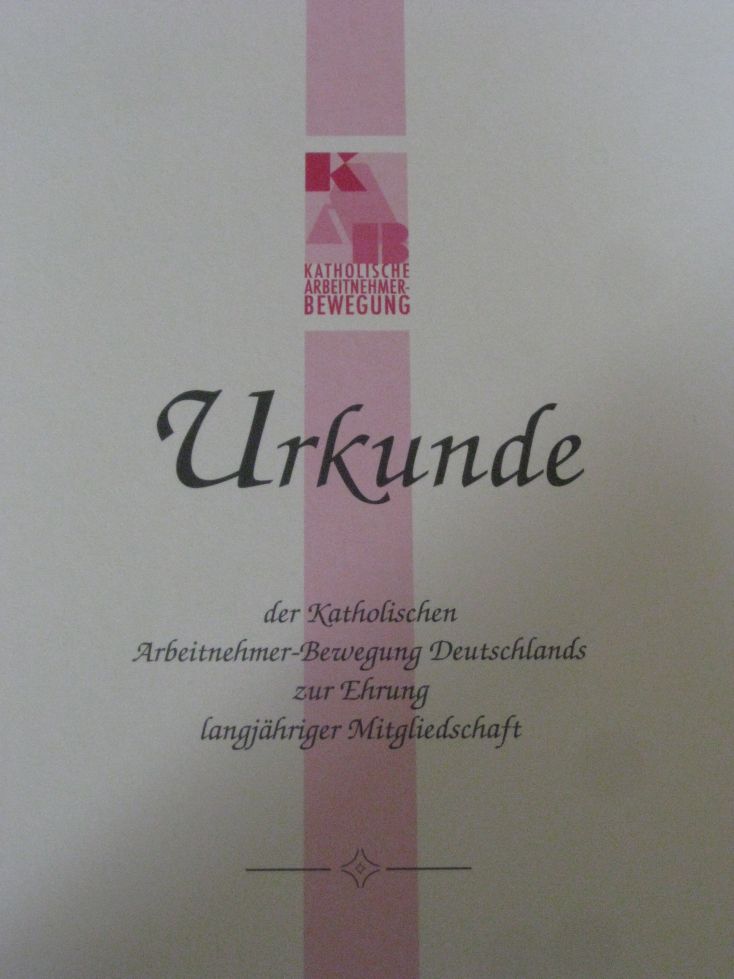 KAB
KATHOLISCHE
ARBEITNEHMER-
BEWEGUNG
Urkunde
der Katholischen
Arbeitnehmer-Bewegung Deutschlands
zur Ehrung
langjähriger Mitgliedschaft